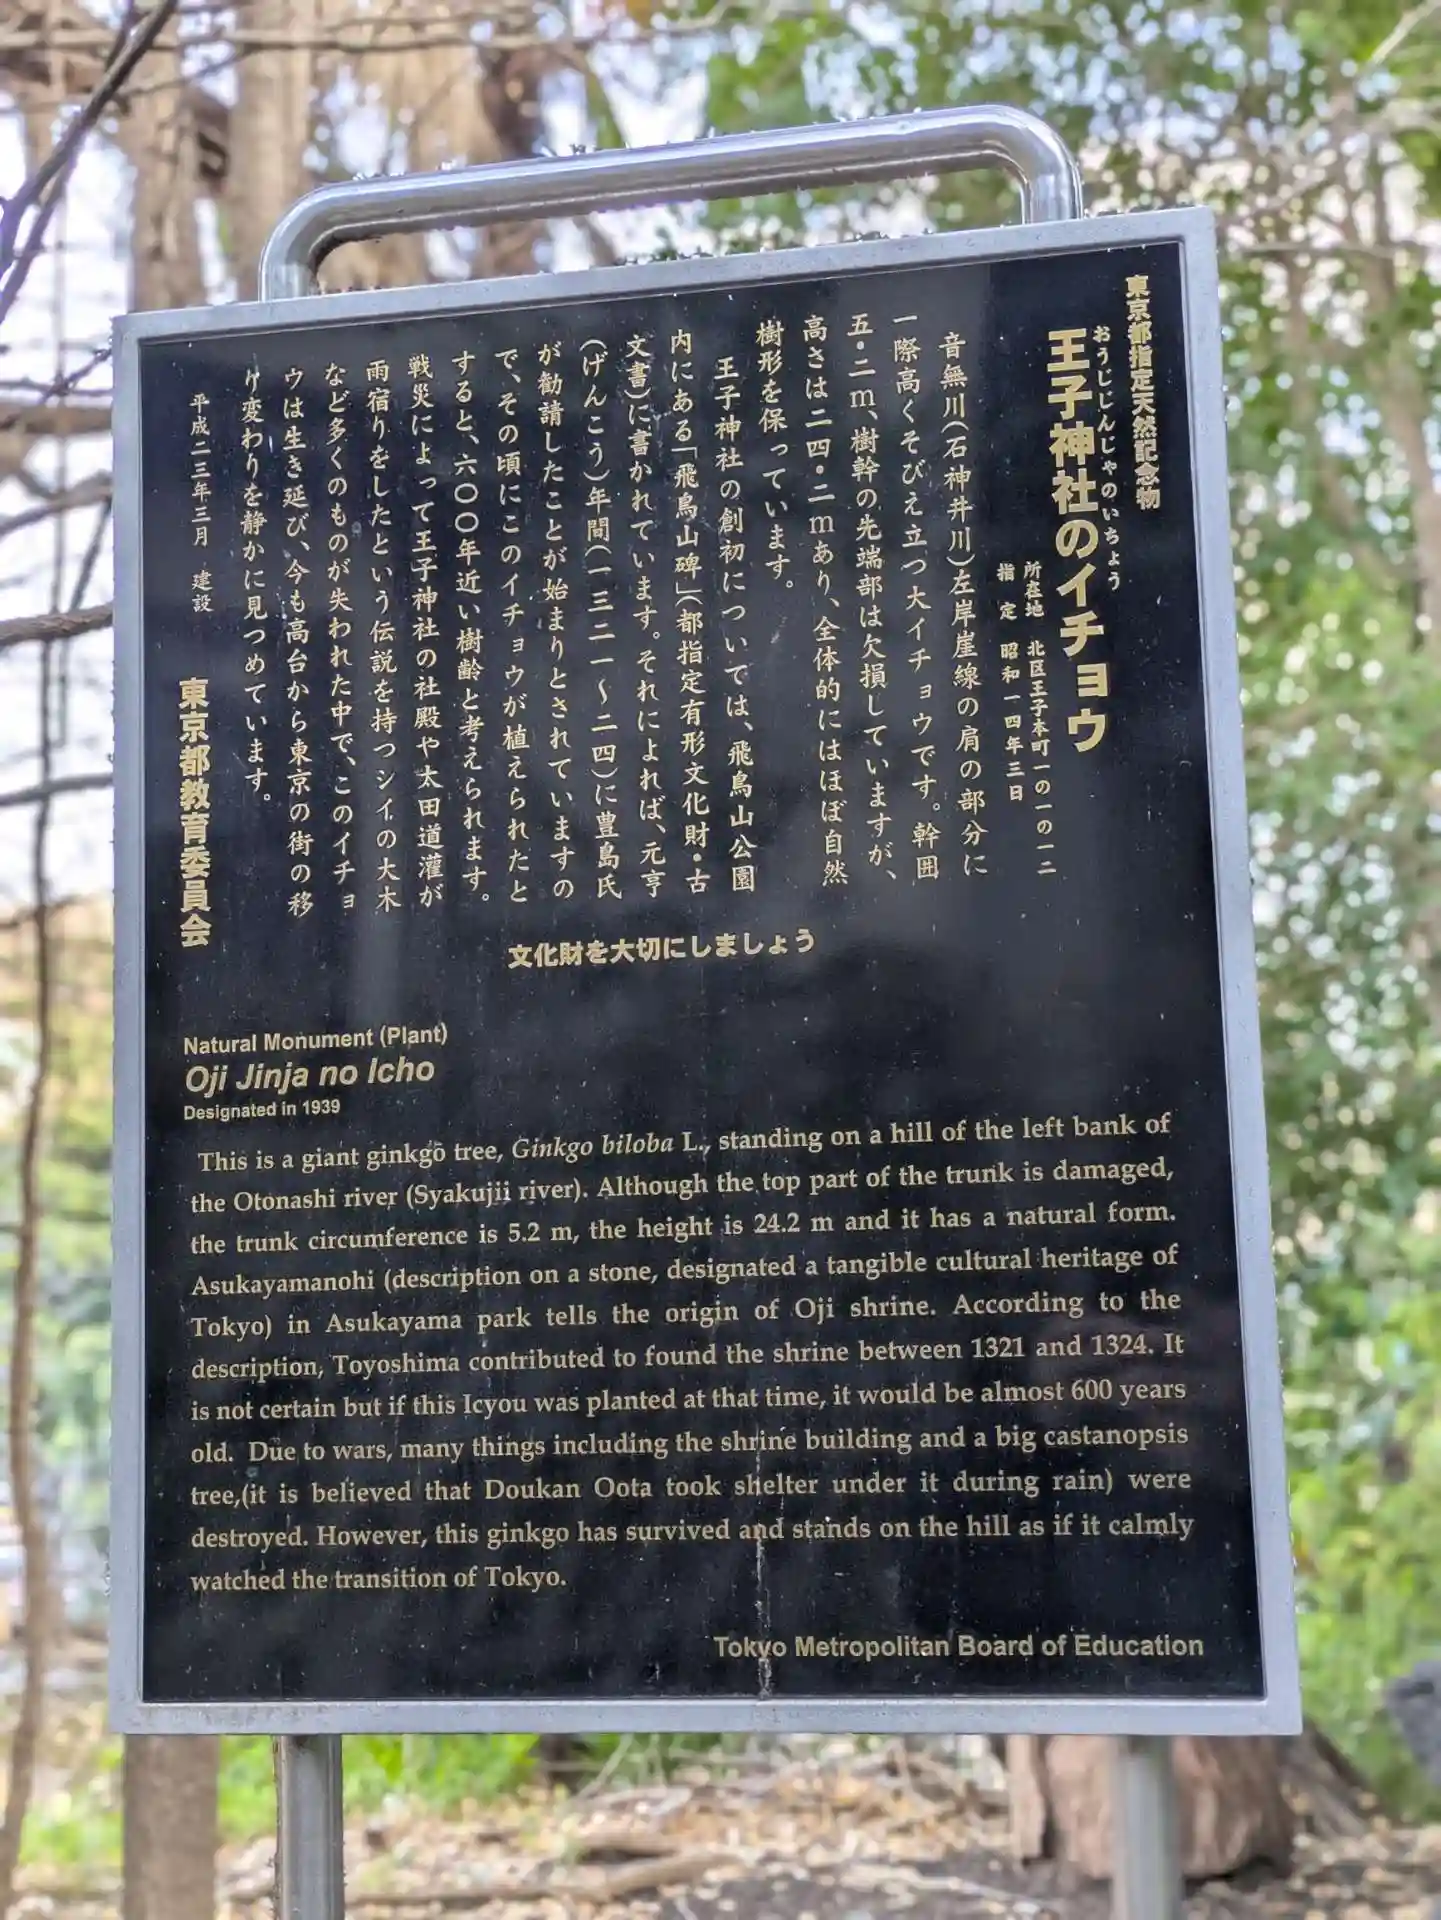 東京都指定天然記念物
おうじじんじゃのいちょう
王子神社のイチョウ
所在地 北区王子本町一の一の一二
指 定 昭和一四年三日
音無川(石神井川)左岸崖線の肩の部分に
一際高くそびえ立つ大イチョウです。幹囲
五・二m、樹幹の先端部は欠損していますが、
高さは二四・二mあり、全体的にはほぼ自然
樹形を保っています。
王子神社の創初については、飛鳥山公園
内にある「飛鳥山碑」(都指定有形文化財・古
文書)に書かれています。それによれば、元亨
(げんこう)年間(一三二一～二四)に豊島氏
が勧請したことが始まりとされていますの
で、その頃にこのイチョウが植えられたと
すると、六〇〇年近い樹齢と考えられます。
戦災によって王子神社の社殿や太田道灌が
雨宿りをしたという伝説を持つシイの大木
など多くのものが失われた中で、このイチョ
ウは生き延び、今も高台から東京の街の移
り変わりを静かに見つめています。
平成二三年三月 建設
東京都教育委員会
文化財を大切にしましょう
Natural Monument (Plant)
Oji Jinja no Icho
Designated in 1939
This is a giant ginkgo tree, Ginkgo biloba L., standing on a hill of the left bank of
the Otonashi river (Syakujii river). Although the top part of the trunk is damaged,
the trunk circumference is 5.2 m, the height is 24.2 m and it has a natural form.
Asukayamanohi (description on a stone, designated a tangible cultural heritage of
Tokyo) in Asukayama park tells the origin of Oji shrine. According to the
description, Toyoshima contributed to found the shrine between 1321 and 1324. It
is not certain but if this Icyou was planted at that time, it would be almost 600 years
old. Due to wars, many things including the shrine building and a big castanopsis
tree,(it is believed that Doukan Oota took shelter under it during rain) were
destroyed. However, this ginkgo has survived and stands on the hill as if it calmly
watched the transition of Tokyo.
Tokyo Metropolitan Board of Education